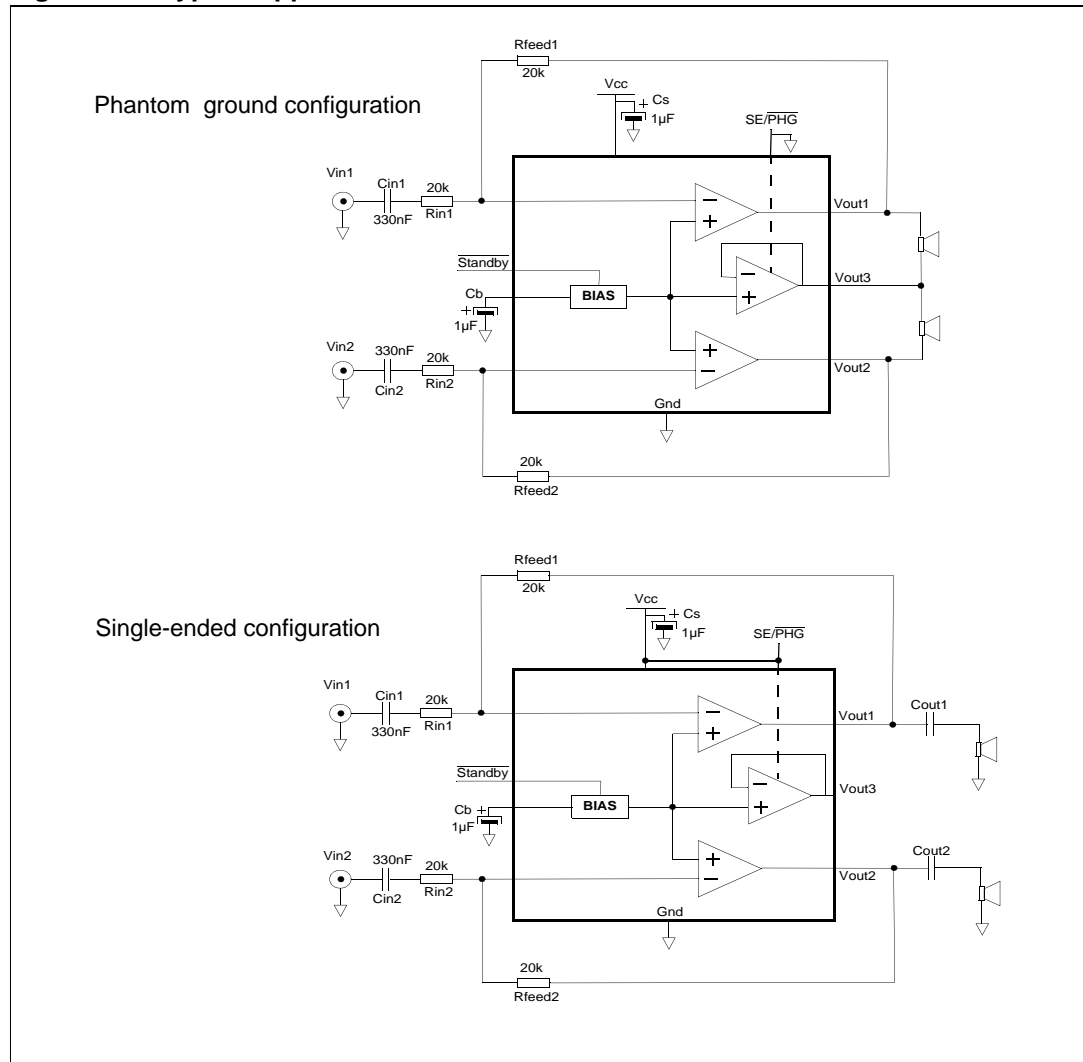 Rfeed1
20k
Vcc
Phantom ground configuration
+ Cs
1µF
SE/PHG
Vin1
Cin1
20k
330nF
Rin1
−
+
Vout1
Standby
Cb
+
1µF
BIAS
−
+
Vout3
Vin2
330nF
20k
Cin2
Rin2
+
−
Vout2
Gnd
20k
Rfeed2
Rfeed1
20k
Vcc
Single-ended configuration
+ Cs
1µF
SE/PHG
Vin1
Cin1
20k
330nF
Rin1
−
+
Vout1
Cout1
Standby
Cb +
1µF
BIAS
−
+
Vout3
Vin2
330nF
20k
Cin2
Rin2
+
−
Vout2
Cout2
Gnd
20k
Rfeed2